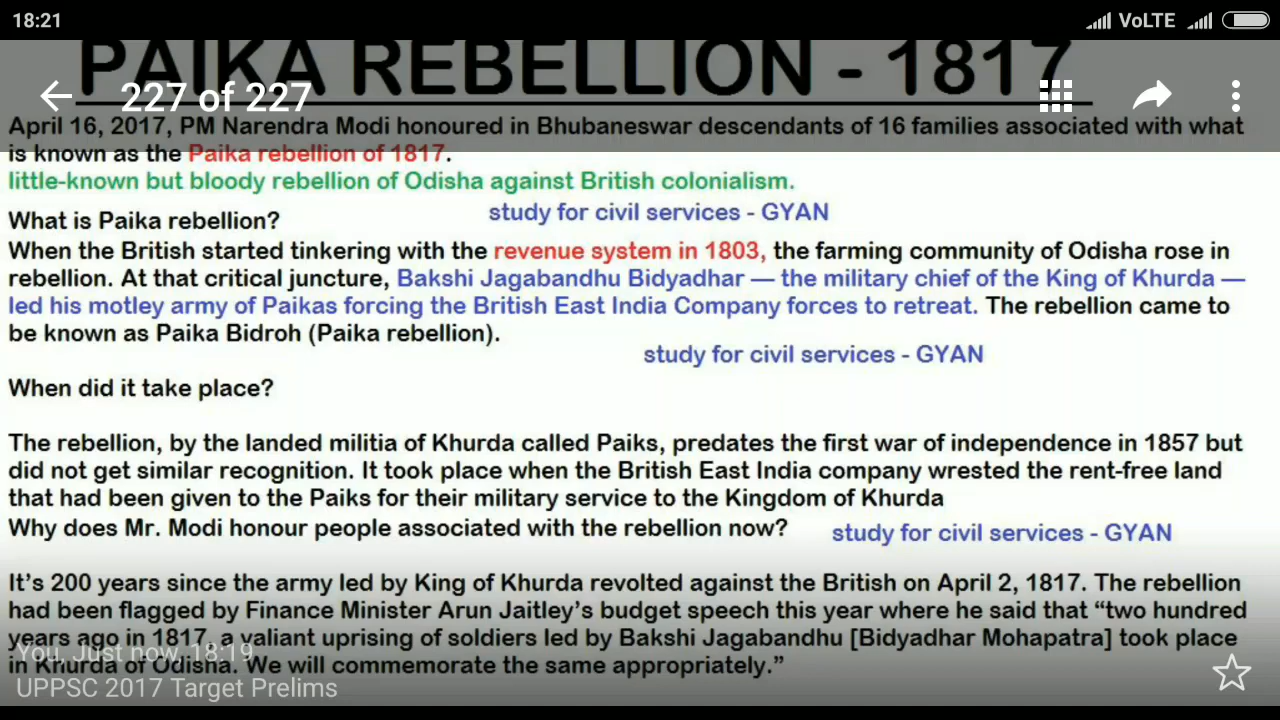 18:21 VoLTE
PAIKA REBELLION - 1817
227 of 227
April 16, 2017, PM Narendra Modi honoured in Bhubaneswar descendants of 16 families associated with what
is known as the Paika rebellion of 1817.
little-known but bloody rebellion of Odisha against British colonialism.
What is Paika rebellion?
study for civil services - GYAN
When the British started tinkering with the revenue system in 1803, the farming community of Odisha rose in
rebellion. At that critical juncture, Bakshi Jagabandhu Bidyadhar — the military chief of the King of Khurda —
led his motley army of Paikas forcing the British East India Company forces to retreat. The rebellion came to
be known as Paika Bidroh (Paika rebellion).
study for civil services - GYAN
When did it take place?
The rebellion, by the landed militia of Khurda called Paiks, predates the first war of independence in 1857 but
did not get similar recognition. It took place when the British East India company wrested the rent-free land
that had been given to the Paiks for their military service to the Kingdom of Khurda
Why does Mr. Modi honour people associated with the rebellion now?
study for civil services - GYAN
It's 200 years since the army led by King of Khurda revolted against the British on April 2, 1817. The rebellion
had been flagged by Finance Minister Arun Jaitley's budget speech this year where he said that “two hundred
years ago in 1817, a valiant uprising of soldiers led by Bakshi Jagabandhu [Bidyadhar Mohapatra] took place
You, Just now, 18:19
in Khurda of Odisha. We will commemorate the same appropriately.”
UPPSC 2017 Target Prelims